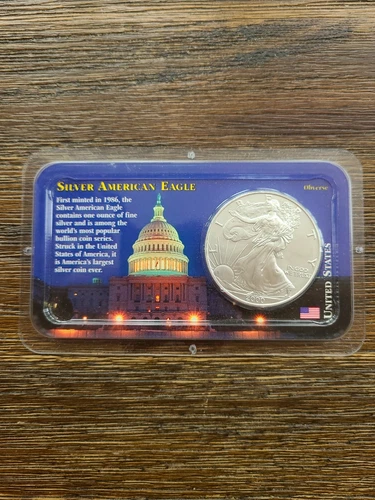 SILVER AMERICAN EAGLE
Obverse
First minted in 1986, the
Silver American Eagle
contains one ounce of fine
silver and is among the
world's most popular
bullion coin series.
Struck in the United
States of America, it
is America's largest
silver coin ever.
UNITED STATES